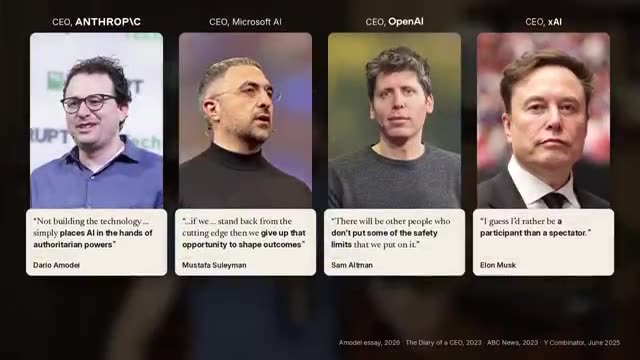 CEO, ANTHROP\C
CEO, Microsoft AI
CEO, OpenAI
CEO, xAI
RUPT
Tech
“Not building the technology ...
simply places AI in the hands of
authoritarian powers”
Dario Amodei
“...if we ... stand back from the
cutting edge then we give up that
opportunity to shape outcomes”
Mustafa Suleyman
“There will be other people who
don’t put some of the safety
limits that we put on it.”
Sam Altman
“I guess I’d rather be a
participant than a spectator.”
Elon Musk
Amodei essay, 2026 · The Diary of a CEO, 2023 · ABC News, 2023 · Y Combinator, June 2025